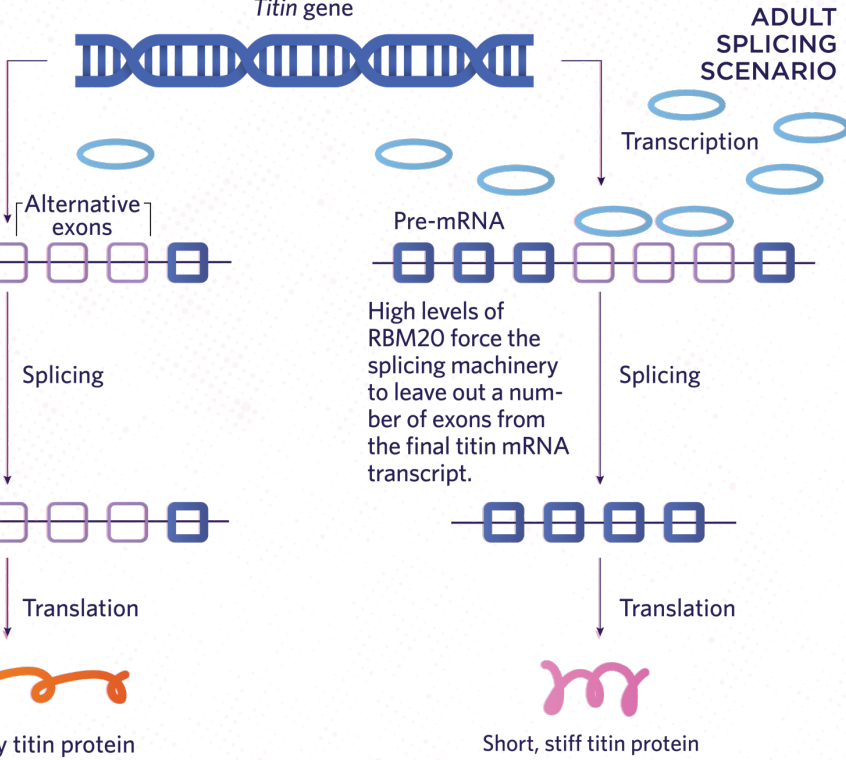 Titin gene
ADULT
SPLICING
SCENARIO
Transcription
Alternative
exons
Pre-mRNA
High levels of
RBM20 force the
splicing machinery
to leave out a num-
ber of exons from
the final titin mRNA
transcript.
Splicing
Splicing
Translation
Translation
y titin protein
Short, stiff titin protein